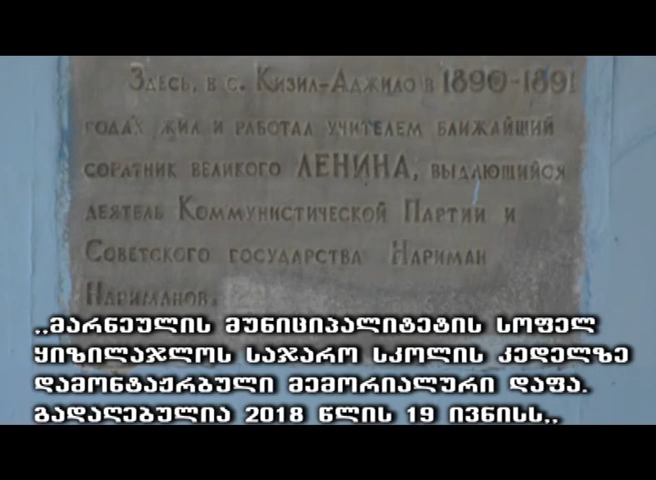 Здесь, в с. Кизил-Аджило в 1890-1891
годах жил и работал учителем ближайший
соратник великого ЛЕНИНА, выдающийся
деятель Коммунистической Партии и
Советского государства Нариман
Нариманов.
,,მარნეულის მუნიციპალიტეტის სოფელ
ყიზილაჯლოს საჯარო სკოლის კედელზე
დამონტაჟრბული მემორიალური დაფა.
გადაღებულია 2018 წლის 19 ივნისს,,